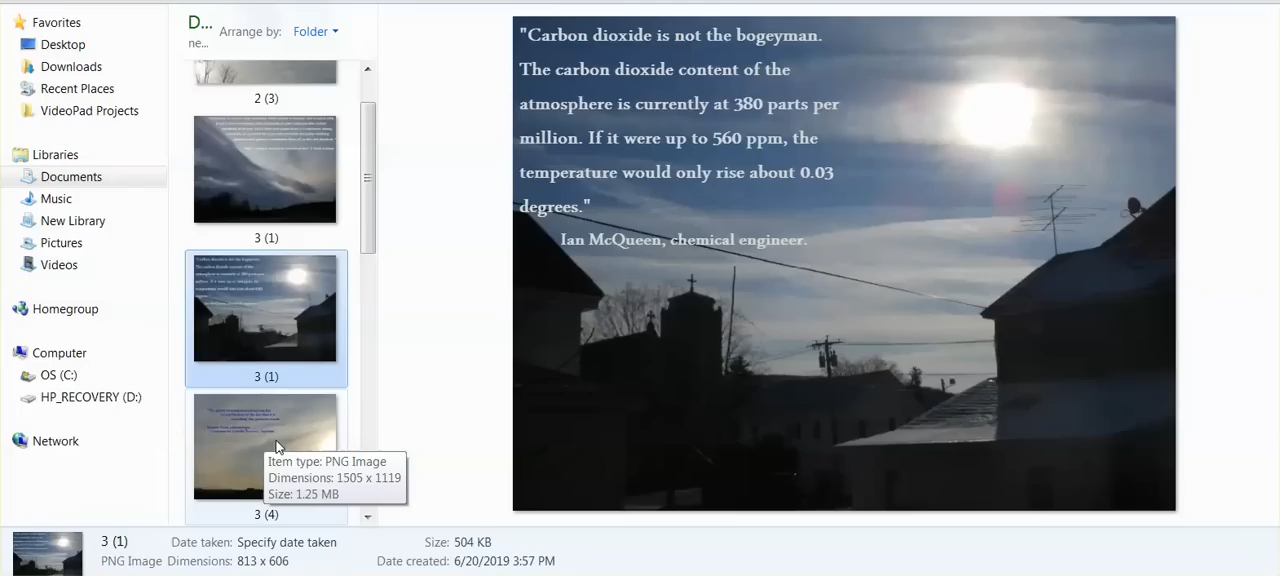 Favorites
Desktop
Downloads
Recent Places
VideoPad Projects
Libraries
Documents
Music
New Library
Pictures
Videos
Homegroup
Computer
OS (C:)
HP_RECOVERY (D:)
Network
D...
ne...
Arrange by: Folder
2 (3)
3 (1)
3 (1)
3 (4)
Item type: PNG Image
Dimensions: 1505 x 1119
Size: 1.25 MB
"Carbon dioxide is not the bogeyman.
The carbon dioxide content of the
atmosphere is currently at 380 parts per
million. If it were up to 560 ppm, the
temperature would only rise about 0.03
degrees."
Ian McQueen, chemical engineer.
3 (1)
Date taken: Specify date taken
Size: 504 KB
PNG Image
Dimensions: 813 x 606
Date created: 6/20/2019 3:57 PM